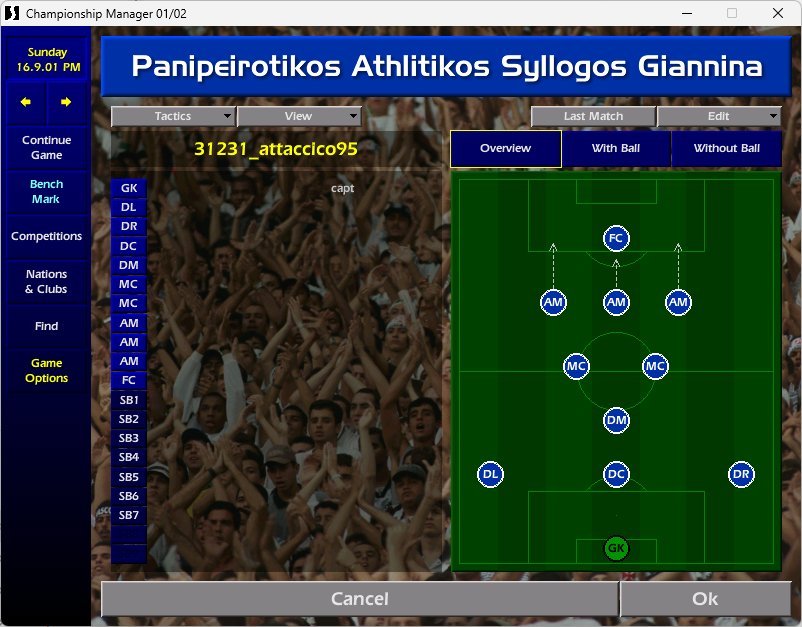 Championship Manager 01/02
Sunday
16.9.01 PM
Continue
Game
Bench
Mark
Competitions
Nations
& Clubs
Find
Game
Options
Panipeirotikos Athlitikos Syllogos Giannina
Tactics
View
Last Match
Edit
31231_attaccico95
Overview
With Ball
Without Ball
GK
capt
DL
DR
DC
DM
MC
MC
AM
AM
AM
FC
SB1
SB2
SB3
SB4
SB5
SB6
SB7
FC
AM AM AM
MC MC
DM
DL DC DR
GK
Cancel
Ok